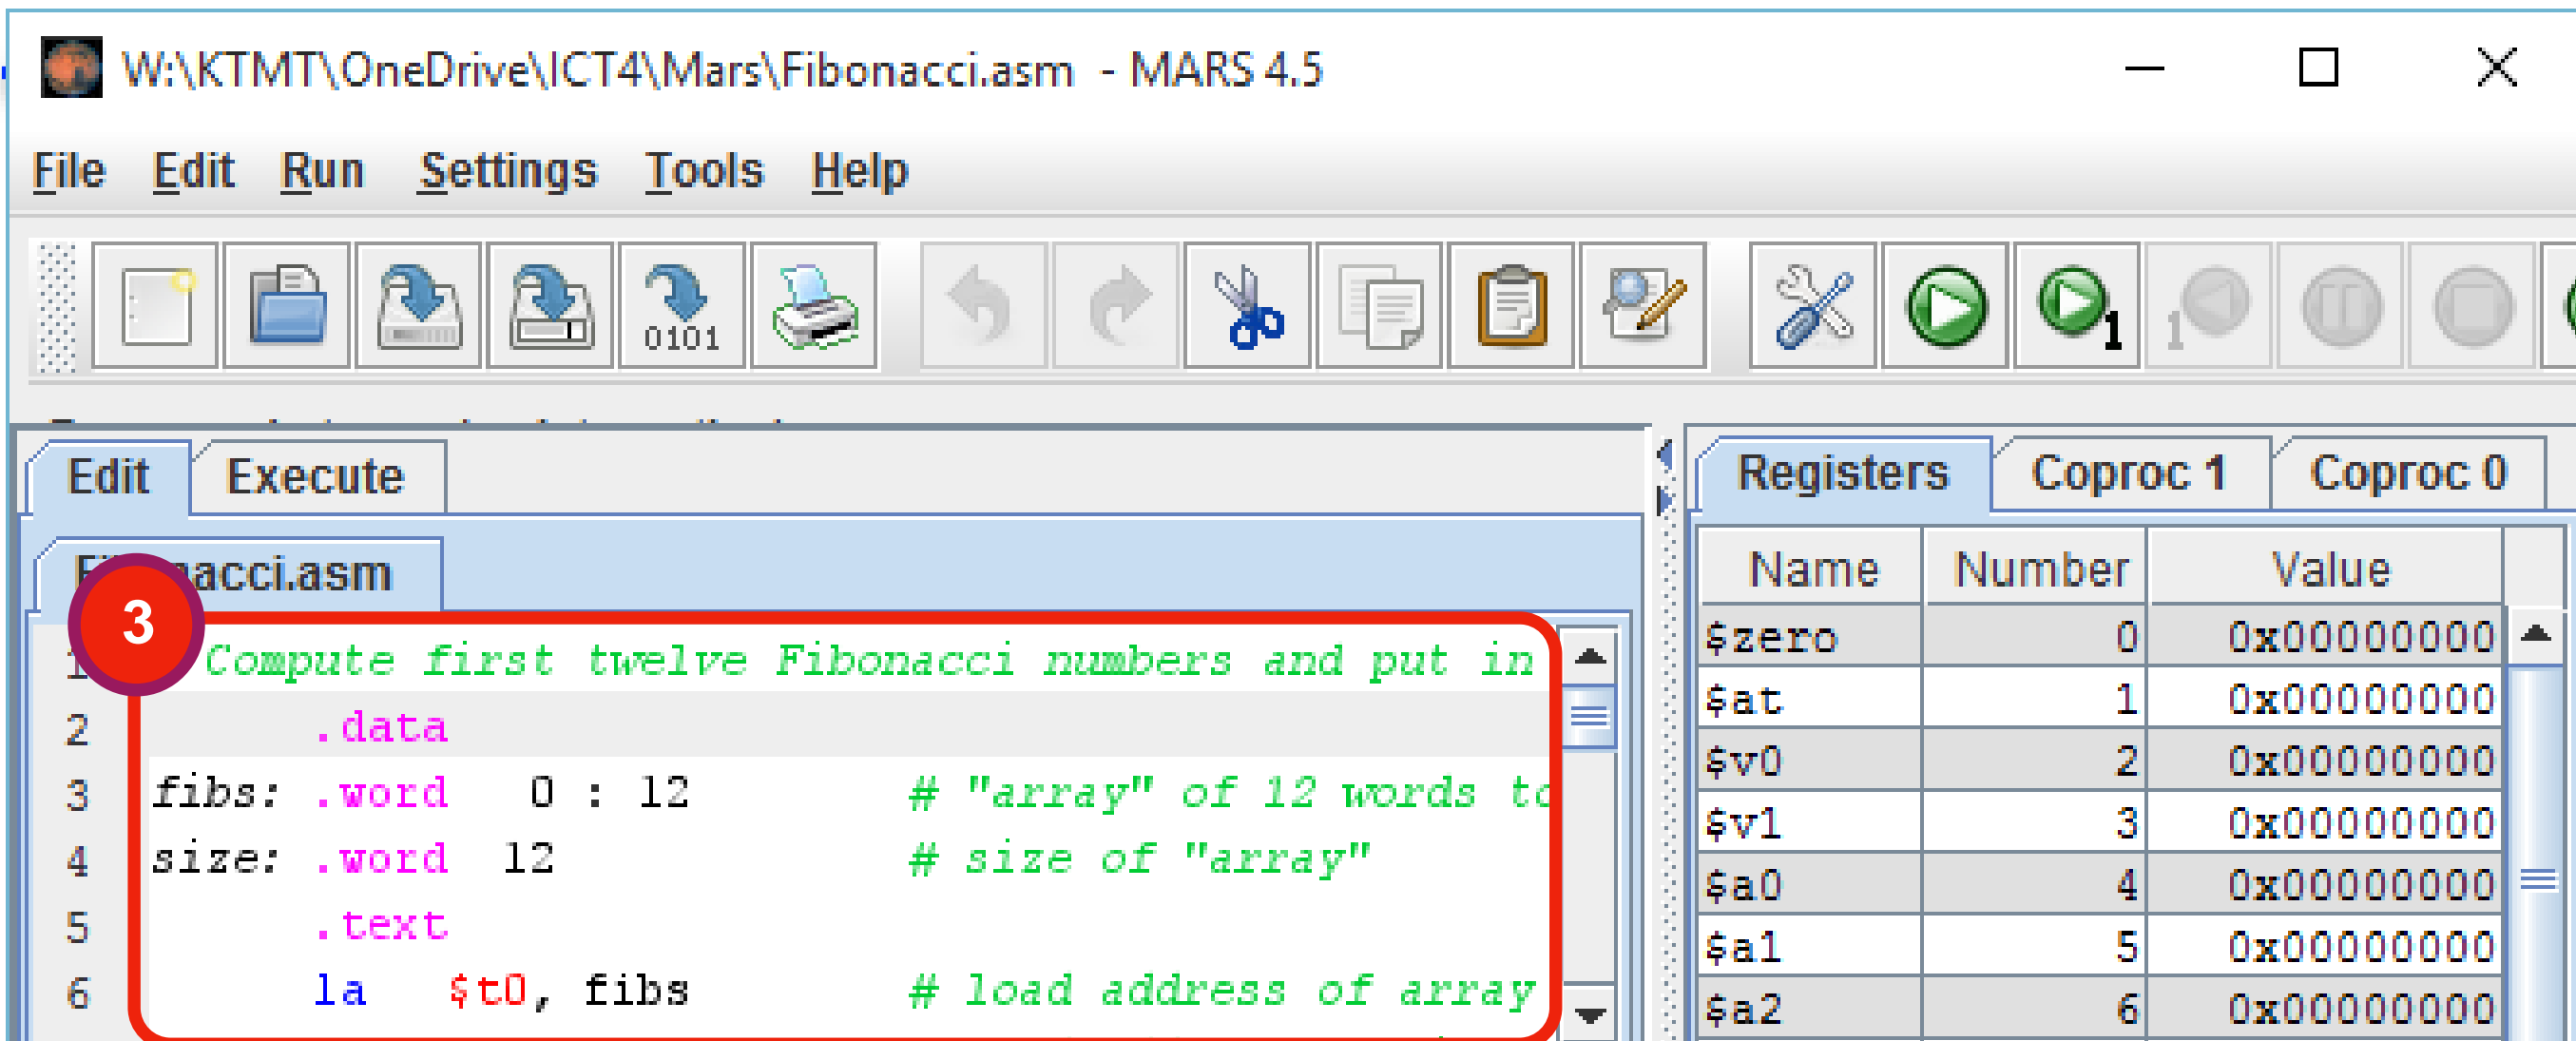 W:\KTMT\OneDrive\ICT4\Mars\Fibonacci.asm - MARS 4.5
File Edit Run Settings Tools Help
0101
1
1
Edit Execute
acci.asm
3
1 Compute first twelve Fibonacci numbers and put in
2 .data
3 fibs: .word 0 : 12 # "array" of 12 words to
4 size: .word 12 # size of "array"
5 .text
6 la $t0, fibs # load address of array
Registers Coproc 1 Coproc 0
Name Number Value
$zero 0 0x00000000
$at 1 0x00000000
$v0 2 0x00000000
$v1 3 0x00000000
$a0 4 0x00000000
$a1 5 0x00000000
$a2 6 0x00000000